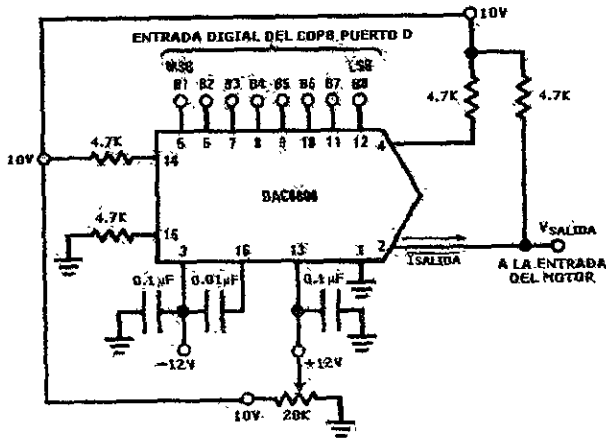 10V
ENTRADA DIGIAL DEL COP8 PUERTO D
MSB LSB
B1 B2 B3 B4 B5 B6 B7 B8
4.7K 4.7K
5 6 7 8 9 10 11 12
4
10V
4.7K
14
4.7K
15
3 16 13 1
2
ISALIDA
VSALIDA
A LA ENTRADA
DEL MOTOR
0.1μF
0.01μF
0.1μF
-12V
+12V
10V
20K